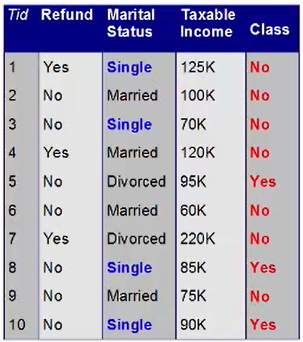 Tid Refund Marital Status Taxable Income Class
1 Yes Single 125K No
2 No Married 100K No
3 No Single 70K No
4 Yes Married 120K No
5 No Divorced 95K Yes
6 No Married 60K No
7 Yes Divorced 220K No
8 No Single 85K Yes
9 No Married 75K No
10 No Single 90K Yes